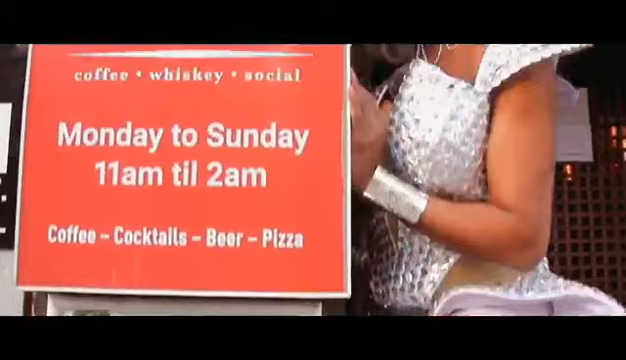 coffee • whiskey • social
Monday to Sunday
11am til 2am
Coffee – Cocktails – Beer – Pizza